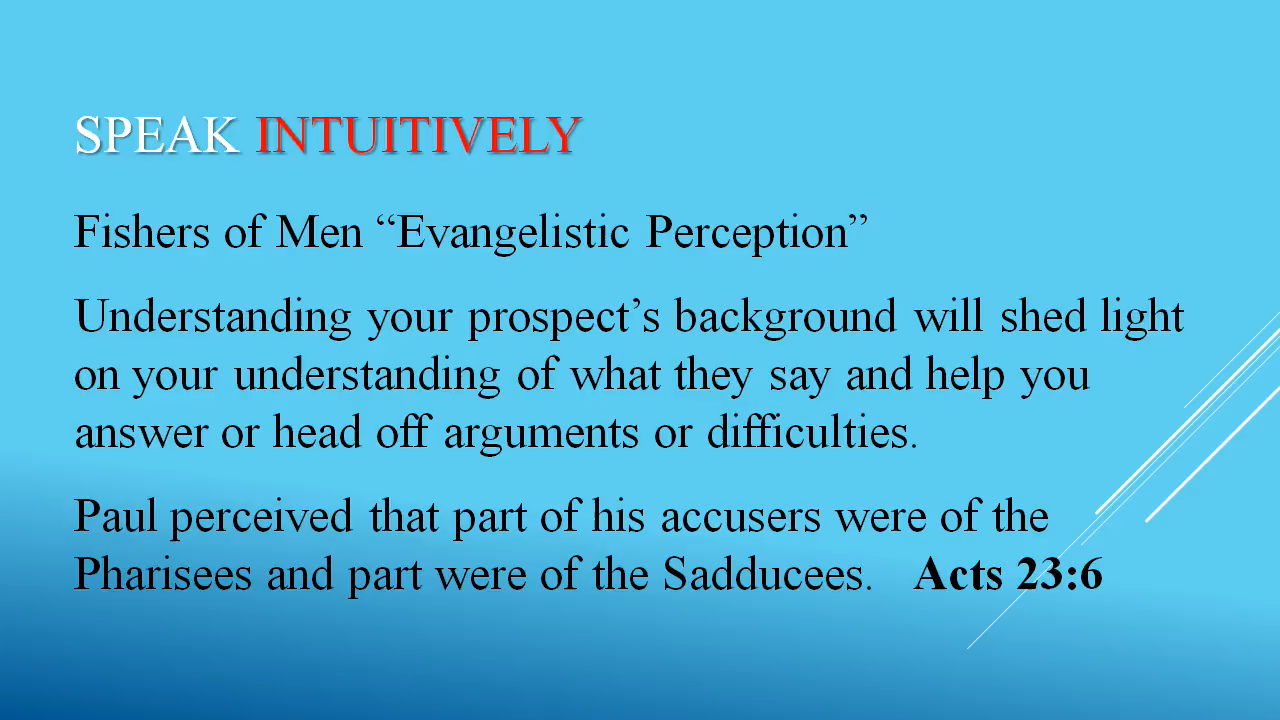 SPEAK INTUITIVELY
Fishers of Men “Evangelistic Perception”
Understanding your prospect’s background will shed light
on your understanding of what they say and help you
answer or head off arguments or difficulties.
Paul perceived that part of his accusers were of the
Pharisees and part were of the Sadducees. Acts 23:6